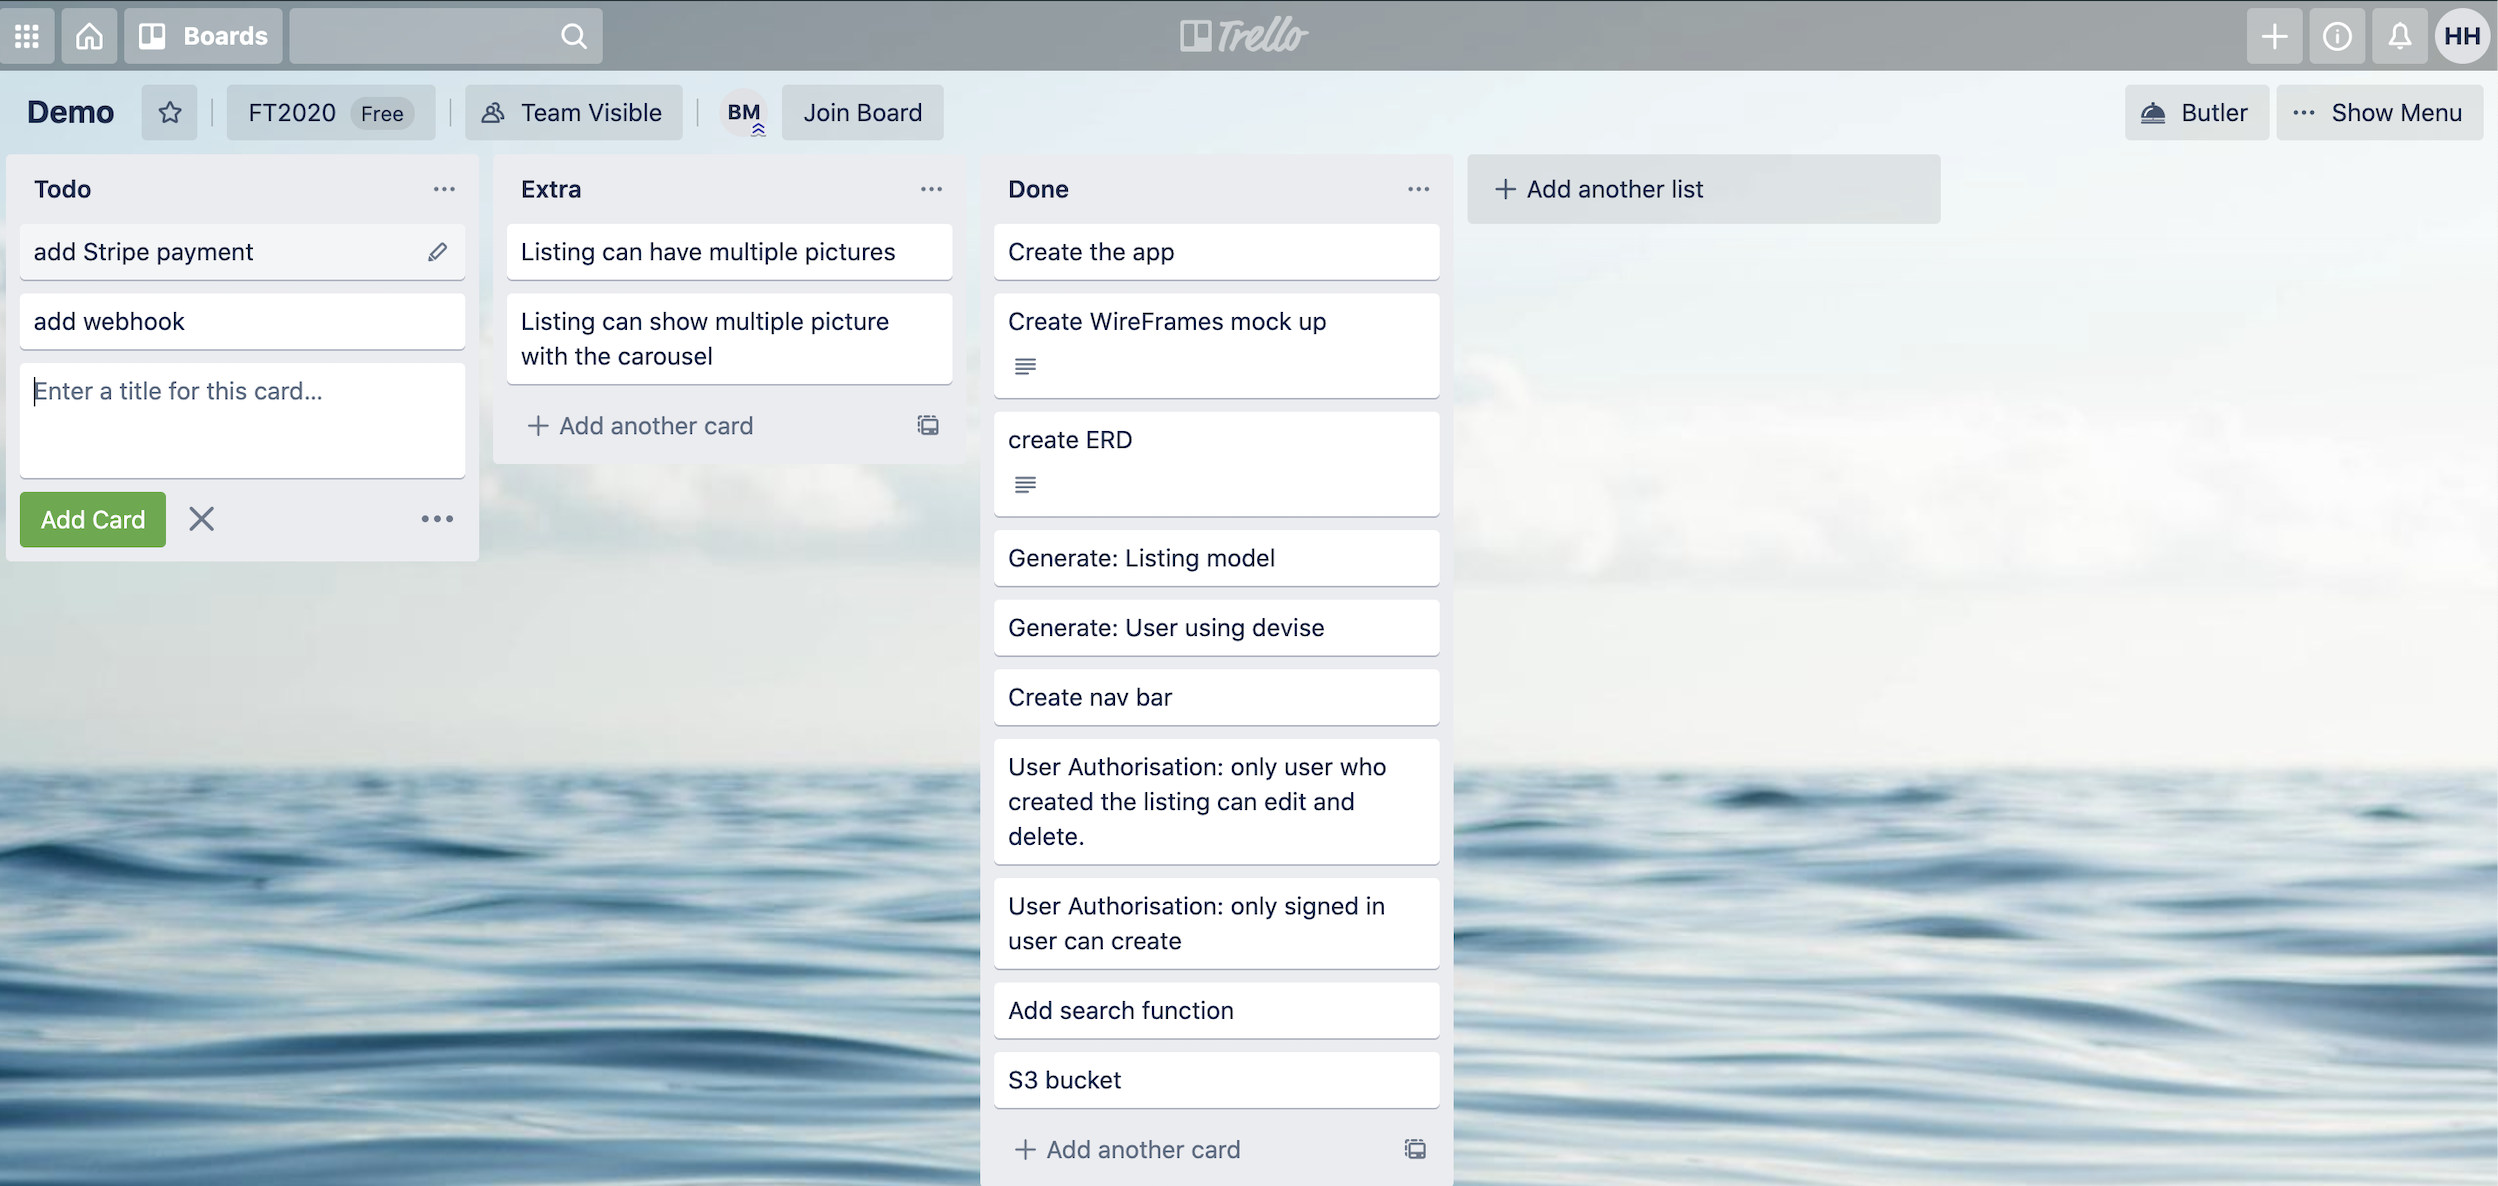 Boards
Trello
HH
Demo
FT2020 Free
Team Visible
BM
Join Board
Butler
Show Menu
Todo
add Stripe payment
add webhook
Enter a title for this card...
Add Card
Extra
Listing can have multiple pictures
Listing can show multiple picture
with the carousel
Add another card
Done
Create the app
Create WireFrames mock up
create ERD
Generate: Listing model
Generate: User using devise
Create nav bar
User Authorisation: only user who
created the listing can edit and
delete.
User Authorisation: only signed in
user can create
Add search function
S3 bucket
Add another card
Add another list